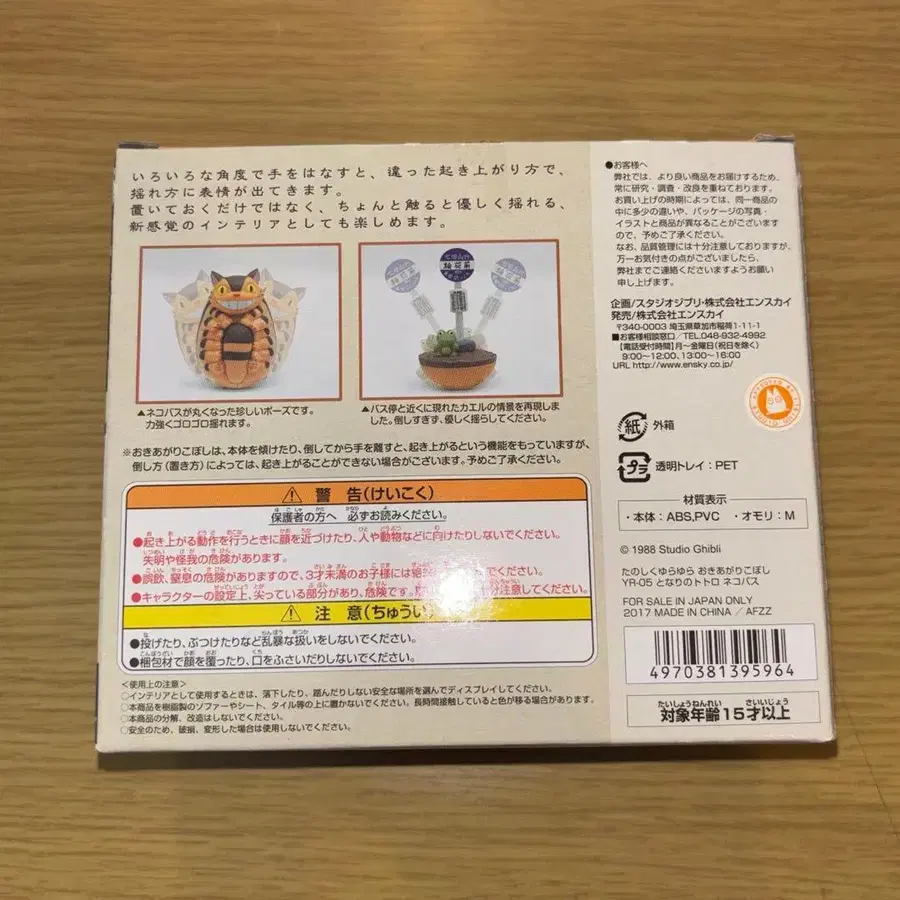 いろいろな角度で手をはなすと、違った起き上がり方で、
揺れ方に表情が出てきます。
置いておくだけではなく、ちょんと触ると優しく揺れる、
新感覚のインテリアとしても楽しめます。
▲ネコバスが丸くなった珍しいポーズです。
力強くゴロゴロ揺れます。
▲バス停と近くに現れたカエルの情景を再現しま
した。倒しすぎず、優しく揺らしてください。
※おきあがりこぼしは、本体を傾けたり、倒してから手を離すと、起き上がるという機能をもっていますが、
倒し方(置き方)によっては、起き上がることができない場合がございます。予めご了承ください。
警告(けいこく)
保護者の方へ 必ずお読みください。
●起き上がる動作を行うときに顔を近づけたり、人や動物などに向けたりしないでください。
失明や怪我の危険があります。
●誤飲、窒息の危険がありますので、3才未満のお子様には絶対に与えないでください。
●キャラクターの設定上、尖っている部分があり、危険です。分注意してください。
注意(ちゅうい)
●投げたり、ぶつけたりなど乱暴な扱いをしないでください。
●梱包材で顔を覆ったり、口をふさいだりしないでください。
<使用上の注意>
○インテリアとして使用するときは、落下したり、踏んだりしない安全な場所を選んでディスプレイしてください。
○本商品を樹脂製のソファーやシート、タイル等の上に置かないでください。長時間接触していると色が移る場合があります。
○本商品の分解、改造はしないでください。
○安全のため、破損、変形した場合は使用しないでください。
●お客様へ
弊社では、より良い商品をお届けするため、
常に研究・調査・改良を重ねております。
お買い上げの時期によっては、同一商品の
中に多少の違いや、パッケージの写真・
イラストと商品が異なることがございます
ので、予めご了承ください。
なお、品質管理には十分注意しておりますが、
万一お気付きの点がございましたら、
弊社までご連絡くださいますようお願い
申し上げます。
企画/スタジオジブリ・株式会社エンスカイ
発売/株式会社エンスカイ
〒340-0003 埼玉県草加市稲荷1-11-1
■お客様相談窓口/TEL.048-932-4992
【電話受付時間】月~金曜日(祝日を除く)
9:00~12:00、13:00~16:00
URL http://www.ensky.co.jp/
紙 外箱
プラ 透明トレイ:PET
材質表示
・本体:ABS,PVC ・オモリ:M
© 1988 Studio Ghibli
たのしくゆらゆら おきあがりこぼし
YR-05 となりのトトロ ネコバス
FOR SALE IN JAPAN ONLY
2017 MADE IN CHINA / AFZZ
4970381395964
たいしょうねんれい さいいじょう
対象年齢15才以上